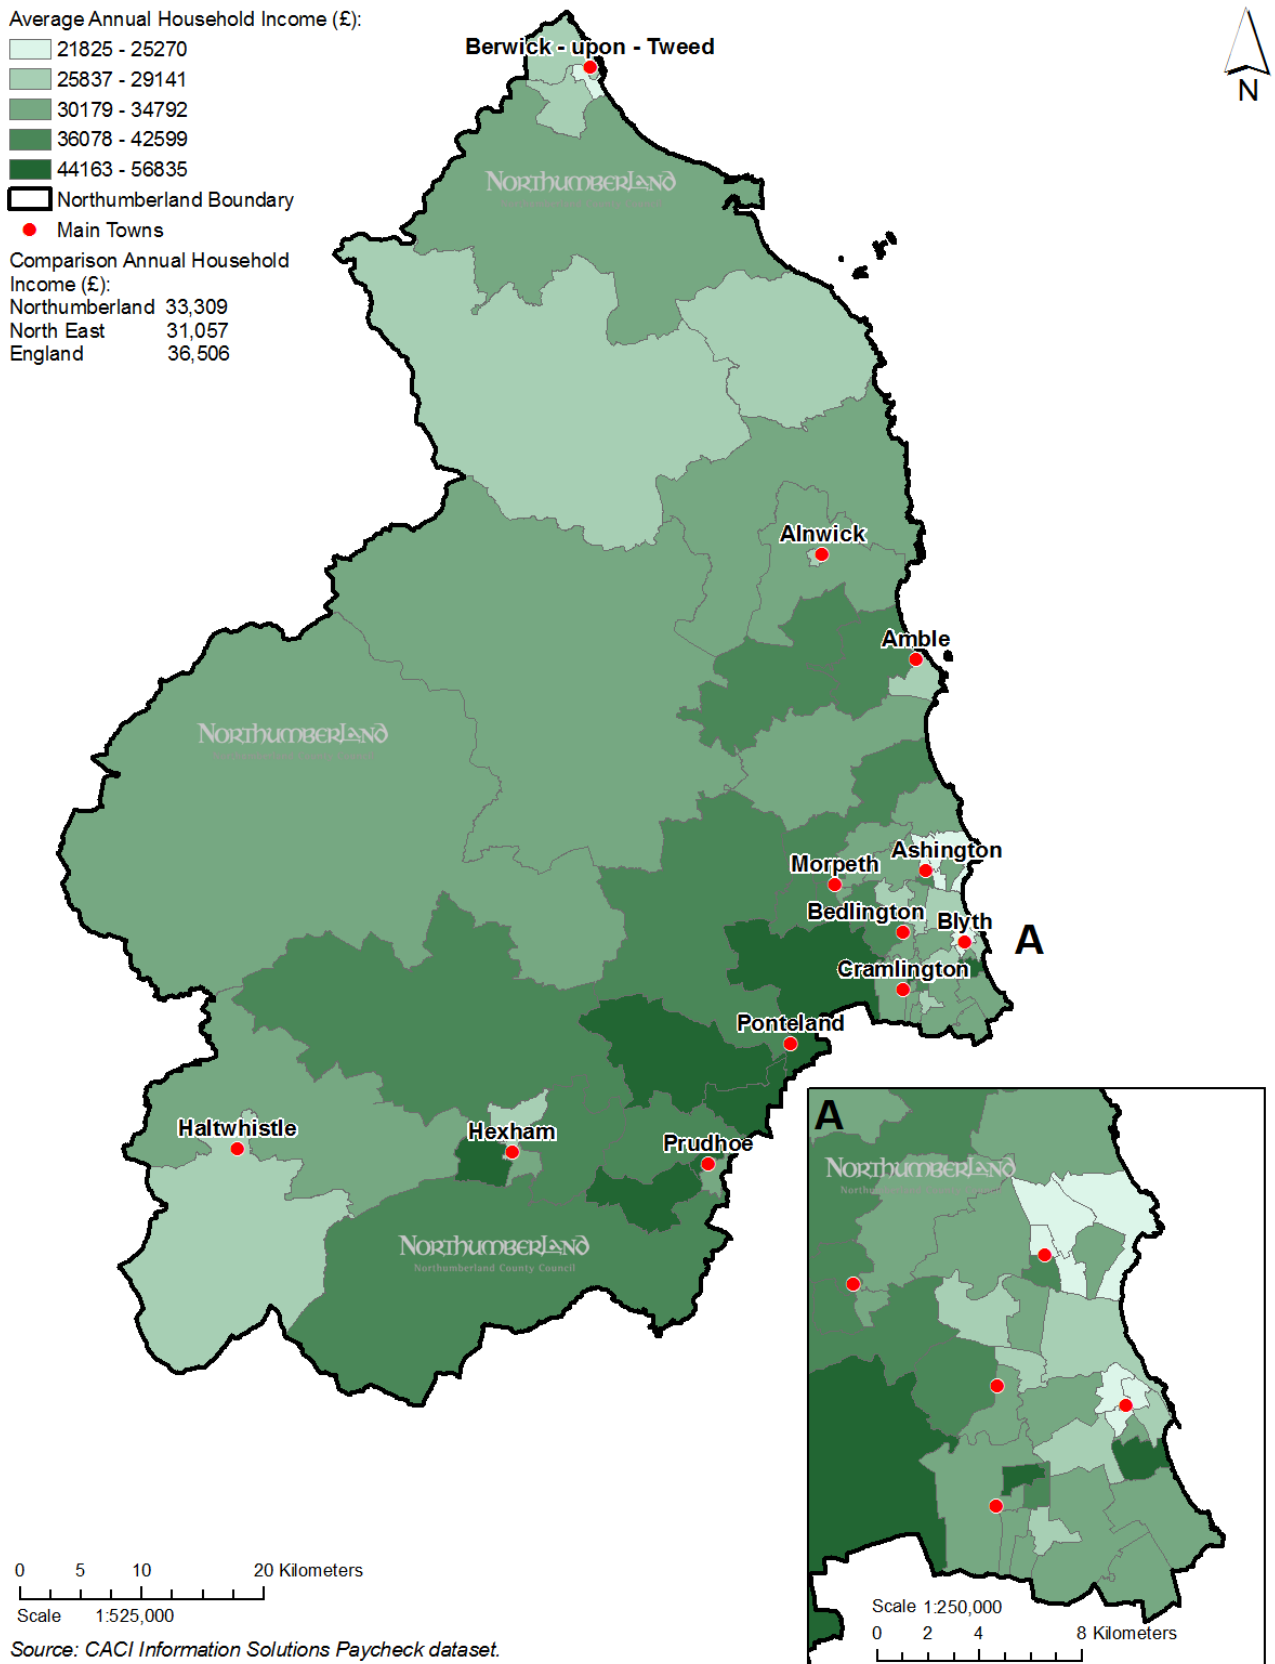 Average Annual Household Income (£):
21825 - 25270
25837 - 29141
30179 - 34792
36078 - 42599
44163 - 56835
Northumberland Boundary
Main Towns
Comparison Annual Household
Income (£):
Northumberland 33,309
North East 31,057
England 36,506
N
Berwick - upon - Tweed
NORTHUMBERLAND
Alnwick
Amble
NORTHUMBERLAND
Ashington
Morpeth
Bedlington
Blyth
A
Cramlington
Ponteland
Haltwhistle
Hexham
Prudhoe
NORTHUMBERLAND
Northumberland County Council
A
NORTHUMBERLAND
0 5 10 20 Kilometers
Scale 1:525,000
Source: CACI Information Solutions Paycheck dataset.
Scale 1:250,000
0 2 4 8 Kilometers